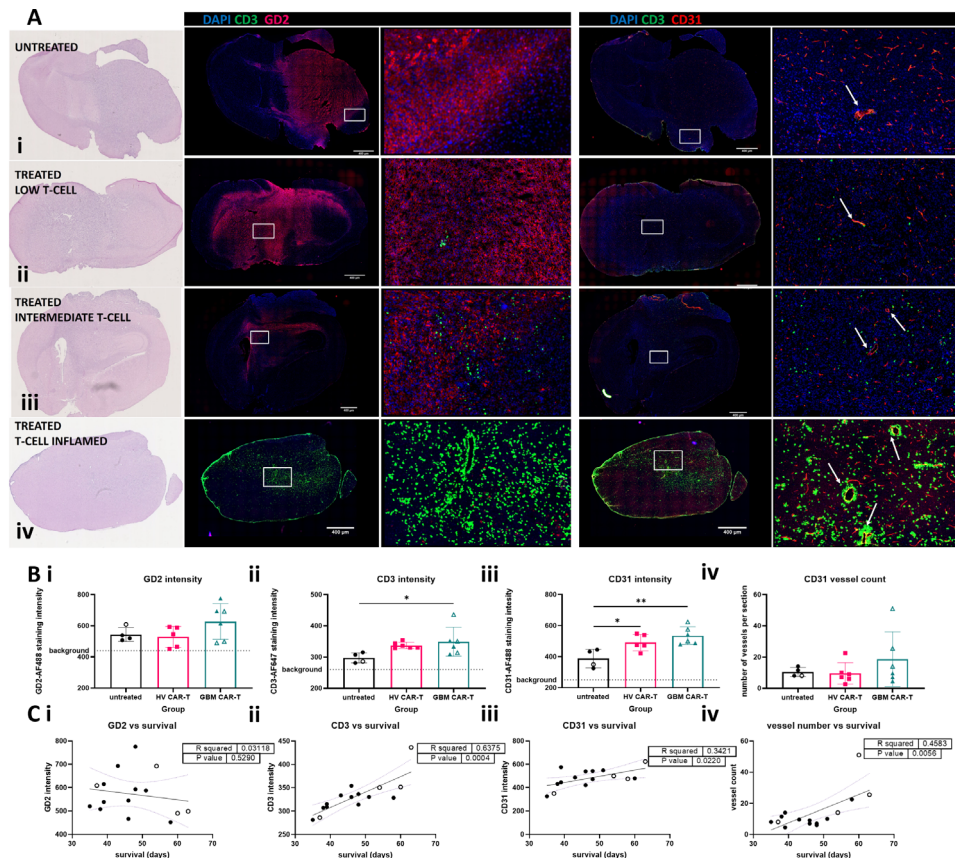 A
DAPI CD3 GD2
DAPI CD3 CD31
UNTREATED
i
400 μm
TREATED
LOW T-CELL
ii
TREATED
INTERMEDIATE T-CELL
iii
TREATED
T-CELL INFLAMED
iv
400 μm
400 μm
B i
GD2 intensity
GD2-AF488 staining intensity
800
700
600
500
400
300
background
untreated
HV CAR-T
GBM CAR-T
Group
ii
CD3 intensity
CD3-AF647 staining intensity
500
400
300
200
background
*
untreated
HV CAR-T
GBM CAR-T
Group
iii
CD31 intensity
CD31-AF488 staining intesity
800
600
400
200
background
*
**
untreated
HV CAR-T
GBM CAR-T
Group
iv
CD31 vessel count
number of vessels per section
60
40
20
0
untreated
HV CAR-T
GBM CAR-T
Group
C i
GD2 vs survival
GD2 intensity
800
700
600
500
400
R squared 0.03118
P value 0.5290
30 40 50 60 70
survival (days)
ii
CD3 vs survival
CD3 intensity
450
400
350
300
250
R squared 0.6375
P value 0.0004
30 40 50 60 70
survival (days)
iii
CD31 vs survival
CD31 intensity
800
600
400
200
0
R squared 0.3421
P value 0.0220
30 40 50 60 70
survival (days)
iv
vessel number vs survival
vessel count
60
40
20
0
R squared 0.4583
P value 0.0056
30 40 50 60 70
survival (days)